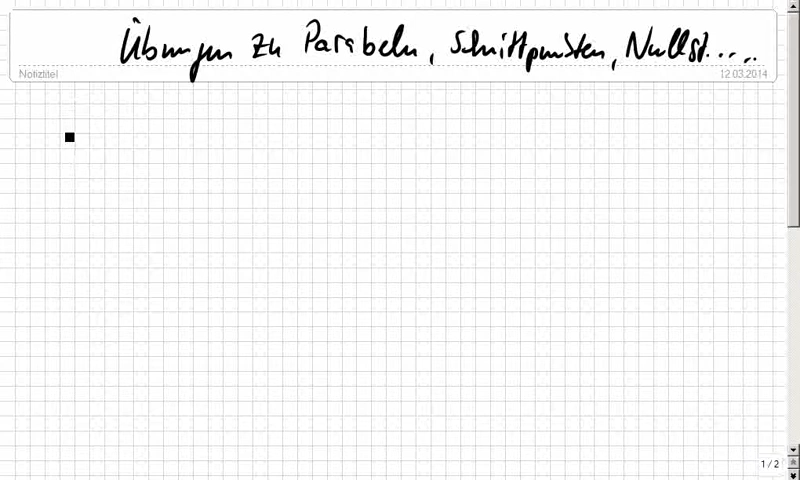 Übungen zu Parabeln, Schnittpunkten, Nullst.....
Notiztitel
12.03.2014
1/2